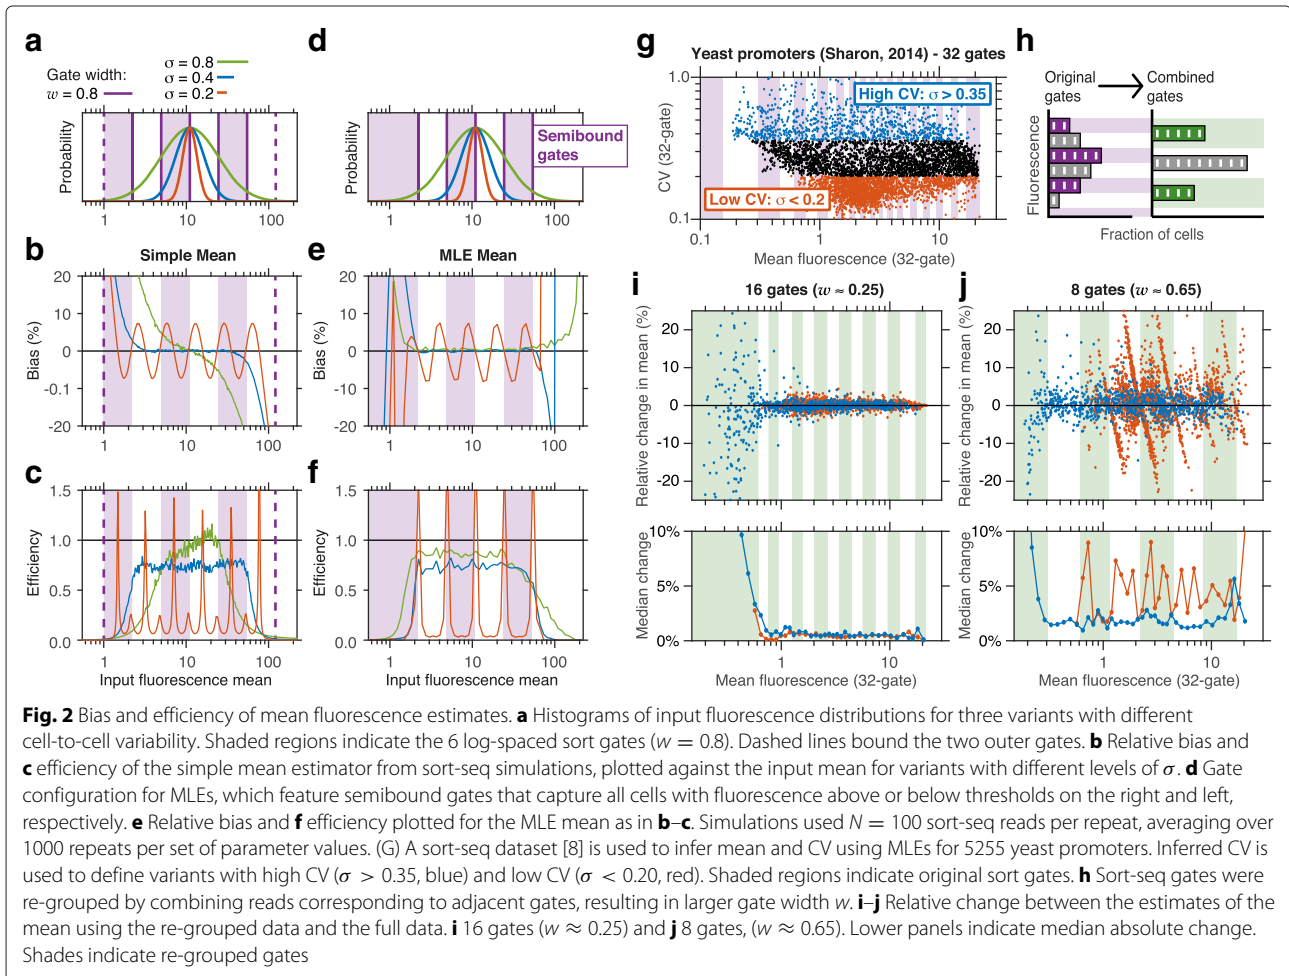 a
Gate width:
w = 0.8
σ = 0.8
σ = 0.4
σ = 0.2
Probability
1
10
100
d
Semibound
gates
Probability
1
10
100
g
Yeast promoters (Sharon, 2014) - 32 gates
High CV: σ > 0.35
Low CV: σ < 0.2
CV (32-gate)
1.0
0.1
0.1
1
10
Mean fluorescence (32-gate)
h
Original
gates
Combined
gates
Fluorescence
Fraction of cells
b
Simple Mean
Bias (%)
20
10
0
-0.1
-20
1
10
100
e
MLE Mean
Bias (%)
20
10
0
-10
-20
1
10
100
c
Efficiency
1.5
1.0
0.5
0.0
1
10
100
Input fluorescence mean
f
Efficiency
1.5
1.0
0.5
0.0
1
10
100
Input fluorescence mean
i
16 gates (w ≈ 0.25)
Relative change in mean (%)
20
10
0
-10
-20
Median change
10%
5%
0%
1
10
Mean fluorescence (32-gate)
j
8 gates (w ≈ 0.65)
Relative change in mean (%)
20
10
0
-10
-20
Median change
10%
5%
0%
1
10
Mean fluorescence (32-gate)
Fig. 2 Bias and efficiency of mean fluorescence estimates. a Histograms of input fluorescence distributions for three variants with different
cell-to-cell variability. Shaded regions indicate the 6 log-spaced sort gates (w = 0.8). Dashed lines bound the two outer gates. b Relative bias and
c efficiency of the simple mean estimator from sort-seq simulations, plotted against the input mean for variants with different levels of σ. d Gate
configuration for MLEs, which feature semibound gates that capture all cells with fluorescence above or below thresholds on the right and left,
respectively. e Relative bias and f efficiency plotted for the MLE mean as in b–c. Simulations used N = 100 sort-seq reads per repeat, averaging over
1000 repeats per set of parameter values. (G) A sort-seq dataset [8] is used to infer mean and CV using MLEs for 5255 yeast promoters. Inferred CV is
used to define variants with high CV (σ > 0.35, blue) and low CV (σ < 0.20, red). Shaded regions indicate original sort gates. h Sort-seq gates were
re-grouped by combining reads corresponding to adjacent gates, resulting in larger gate width w. i–j Relative change between the estimates of the
mean using the re-grouped data and the full data. i 16 gates (w ≈ 0.25) and j 8 gates, (w ≈ 0.65). Lower panels indicate median absolute change.
Shades indicate re-grouped gates